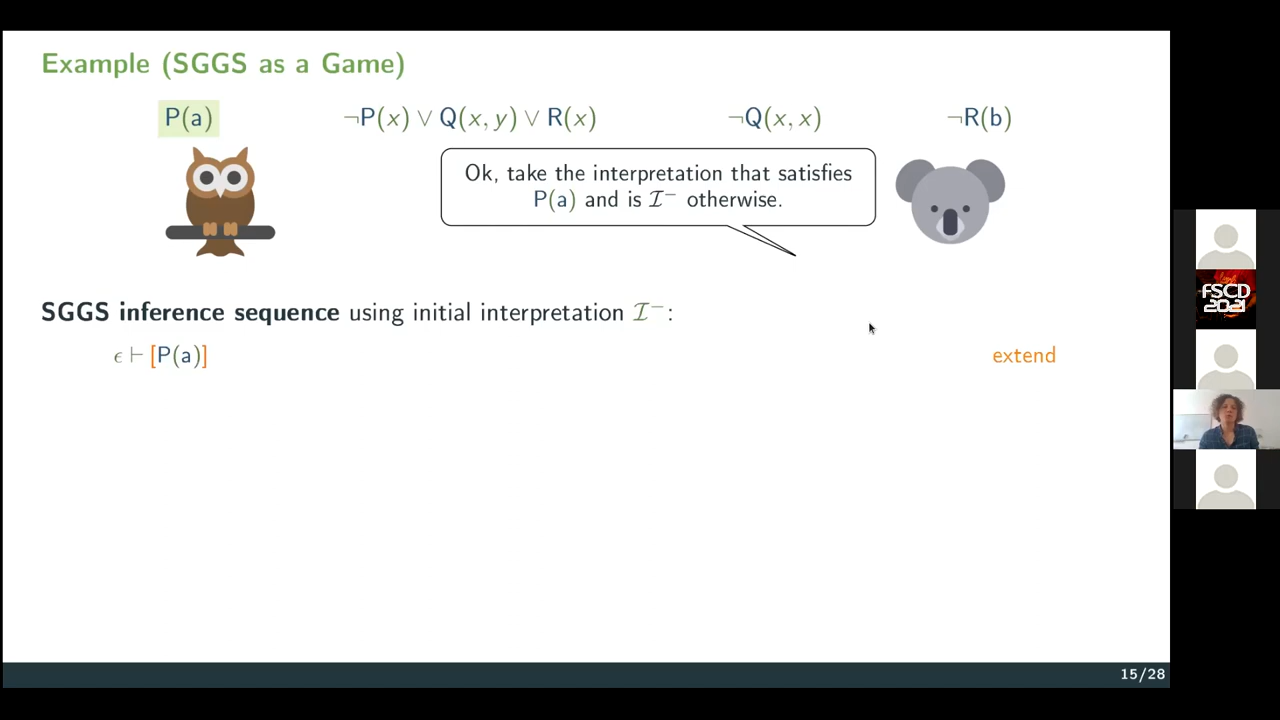 Example (SGGS as a Game)
P(a) ¬P(x) ∨ Q(x, y) ∨ R(x) ¬Q(x, x) ¬R(b)
Ok, take the interpretation that satisfies
P(a) and is ℐ⁻ otherwise.
SGGS inference sequence using initial interpretation ℐ⁻:
ϵ ⊢ [P(a)] extend
15/28
FSCD
2021